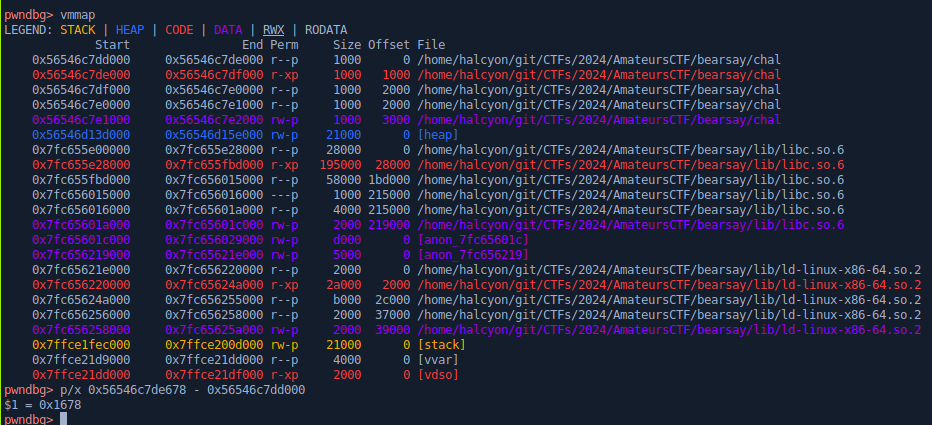 pwndbg> vmmap
LEGEND: STACK | HEAP | CODE | DATA | RWX | RODATA
Start End Perm Size Offset File
0x56546c7dd000 0x56546c7de000 r--p 1000 0 /home/halcyon/git/CTFs/2024/AmateursCTF/bearsay/chal
0x56546c7de000 0x56546c7df000 r-xp 1000 1000 /home/halcyon/git/CTFs/2024/AmateursCTF/bearsay/chal
0x56546c7df000 0x56546c7e0000 r--p 1000 2000 /home/halcyon/git/CTFs/2024/AmateursCTF/bearsay/chal
0x56546c7e0000 0x56546c7e1000 r--p 1000 2000 /home/halcyon/git/CTFs/2024/AmateursCTF/bearsay/chal
0x56546c7e1000 0x56546c7e2000 rw-p 1000 3000 /home/halcyon/git/CTFs/2024/AmateursCTF/bearsay/chal
0x56546d13d000 0x56546d15e000 rw-p 21000 0 [heap]
0x7fc655e00000 0x7fc655e28000 r--p 28000 0 /home/halcyon/git/CTFs/2024/AmateursCTF/bearsay/lib/libc.so.6
0x7fc655e28000 0x7fc655fbd000 r-xp 195000 28000 /home/halcyon/git/CTFs/2024/AmateursCTF/bearsay/lib/libc.so.6
0x7fc655fbd000 0x7fc656015000 r--p 58000 1bd000 /home/halcyon/git/CTFs/2024/AmateursCTF/bearsay/lib/libc.so.6
0x7fc656015000 0x7fc656016000 ---p 1000 215000 /home/halcyon/git/CTFs/2024/AmateursCTF/bearsay/lib/libc.so.6
0x7fc656016000 0x7fc65601a000 r--p 4000 215000 /home/halcyon/git/CTFs/2024/AmateursCTF/bearsay/lib/libc.so.6
0x7fc65601a000 0x7fc65601c000 rw-p 2000 219000 /home/halcyon/git/CTFs/2024/AmateursCTF/bearsay/lib/libc.so.6
0x7fc65601c000 0x7fc656029000 rw-p d000 0 [anon_7fc65601c]
0x7fc656219000 0x7fc65621e000 rw-p 5000 0 [anon_7fc656219]
0x7fc65621e000 0x7fc656220000 r--p 2000 0 /home/halcyon/git/CTFs/2024/AmateursCTF/bearsay/lib/ld-linux-x86-64.so.2
0x7fc656220000 0x7fc65624a000 r-xp 2a000 2000 /home/halcyon/git/CTFs/2024/AmateursCTF/bearsay/lib/ld-linux-x86-64.so.2
0x7fc65624a000 0x7fc656255000 r--p b000 2c000 /home/halcyon/git/CTFs/2024/AmateursCTF/bearsay/lib/ld-linux-x86-64.so.2
0x7fc656256000 0x7fc656258000 r--p 2000 37000 /home/halcyon/git/CTFs/2024/AmateursCTF/bearsay/lib/ld-linux-x86-64.so.2
0x7fc656258000 0x7fc65625a000 rw-p 2000 39000 /home/halcyon/git/CTFs/2024/AmateursCTF/bearsay/lib/ld-linux-x86-64.so.2
0x7ffce1fec000 0x7ffce200d000 rw-p 21000 0 [stack]
0x7ffce21d9000 0x7ffce21dd000 r--p 4000 0 [vvar]
0x7ffce21dd000 0x7ffce21df000 r-xp 2000 0 [vdso]
pwndbg> p/x 0x56546c7de678 - 0x56546c7dd000
$1 = 0x1678
pwndbg>